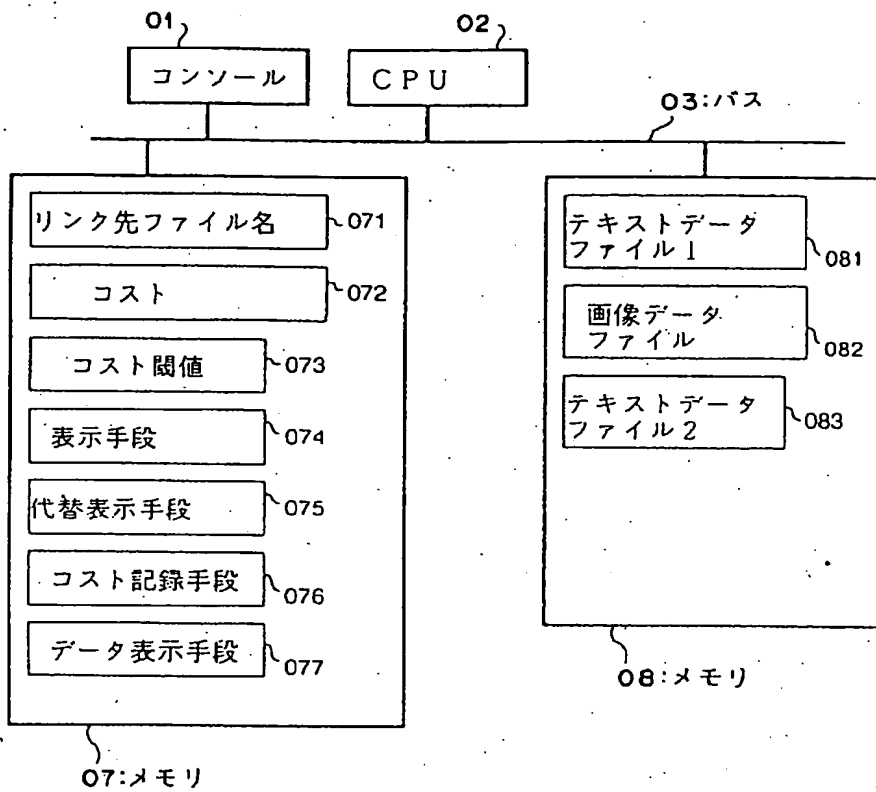 01
02
コンソール
CPU
03:バス
リンク先ファイル名
071
コスト
072
コスト閾値
073
表示手段
074
代替表示手段
075
コスト記録手段
076
データ表示手段
077
07:メモリ
テキストデータ
ファイル1
081
画像データ
ファイル
082
テキストデータ
ファイル2
083
08:メモリ